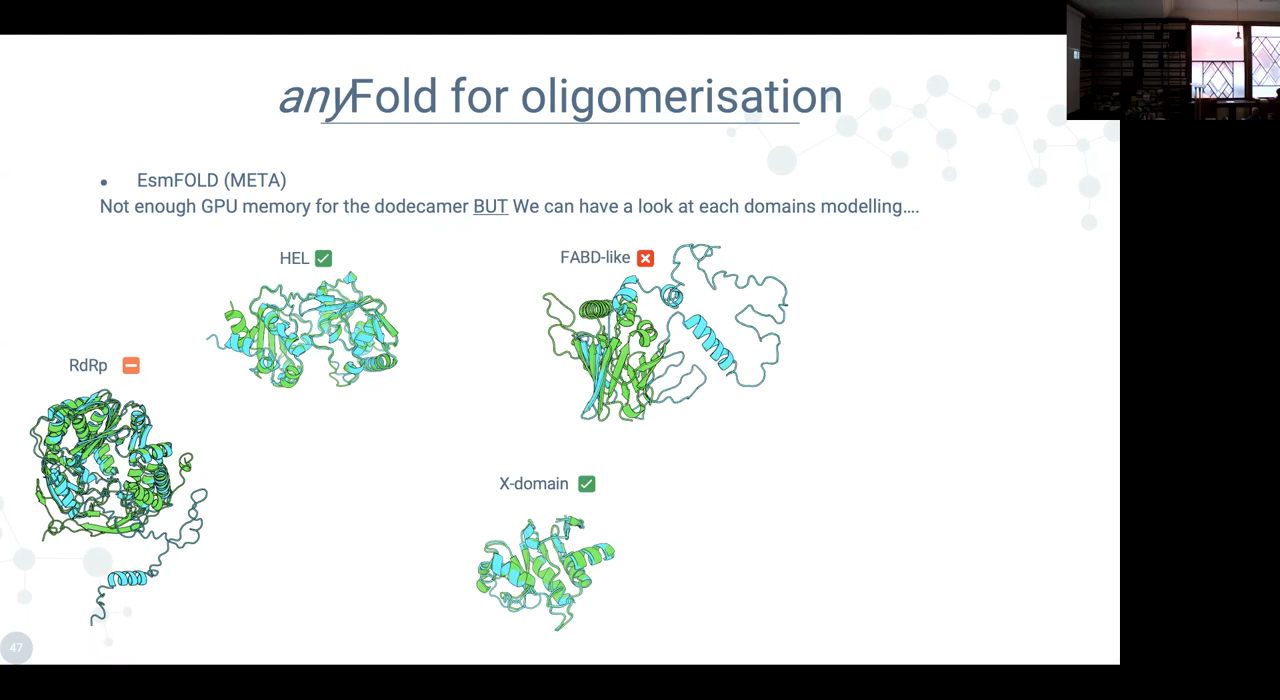 anyFold for oligomerisation
• EsmFOLD (META)
Not enough GPU memory for the dodecamer BUT We can have a look at each domains modelling....
HEL
FABD-like
RdRp
X-domain
47